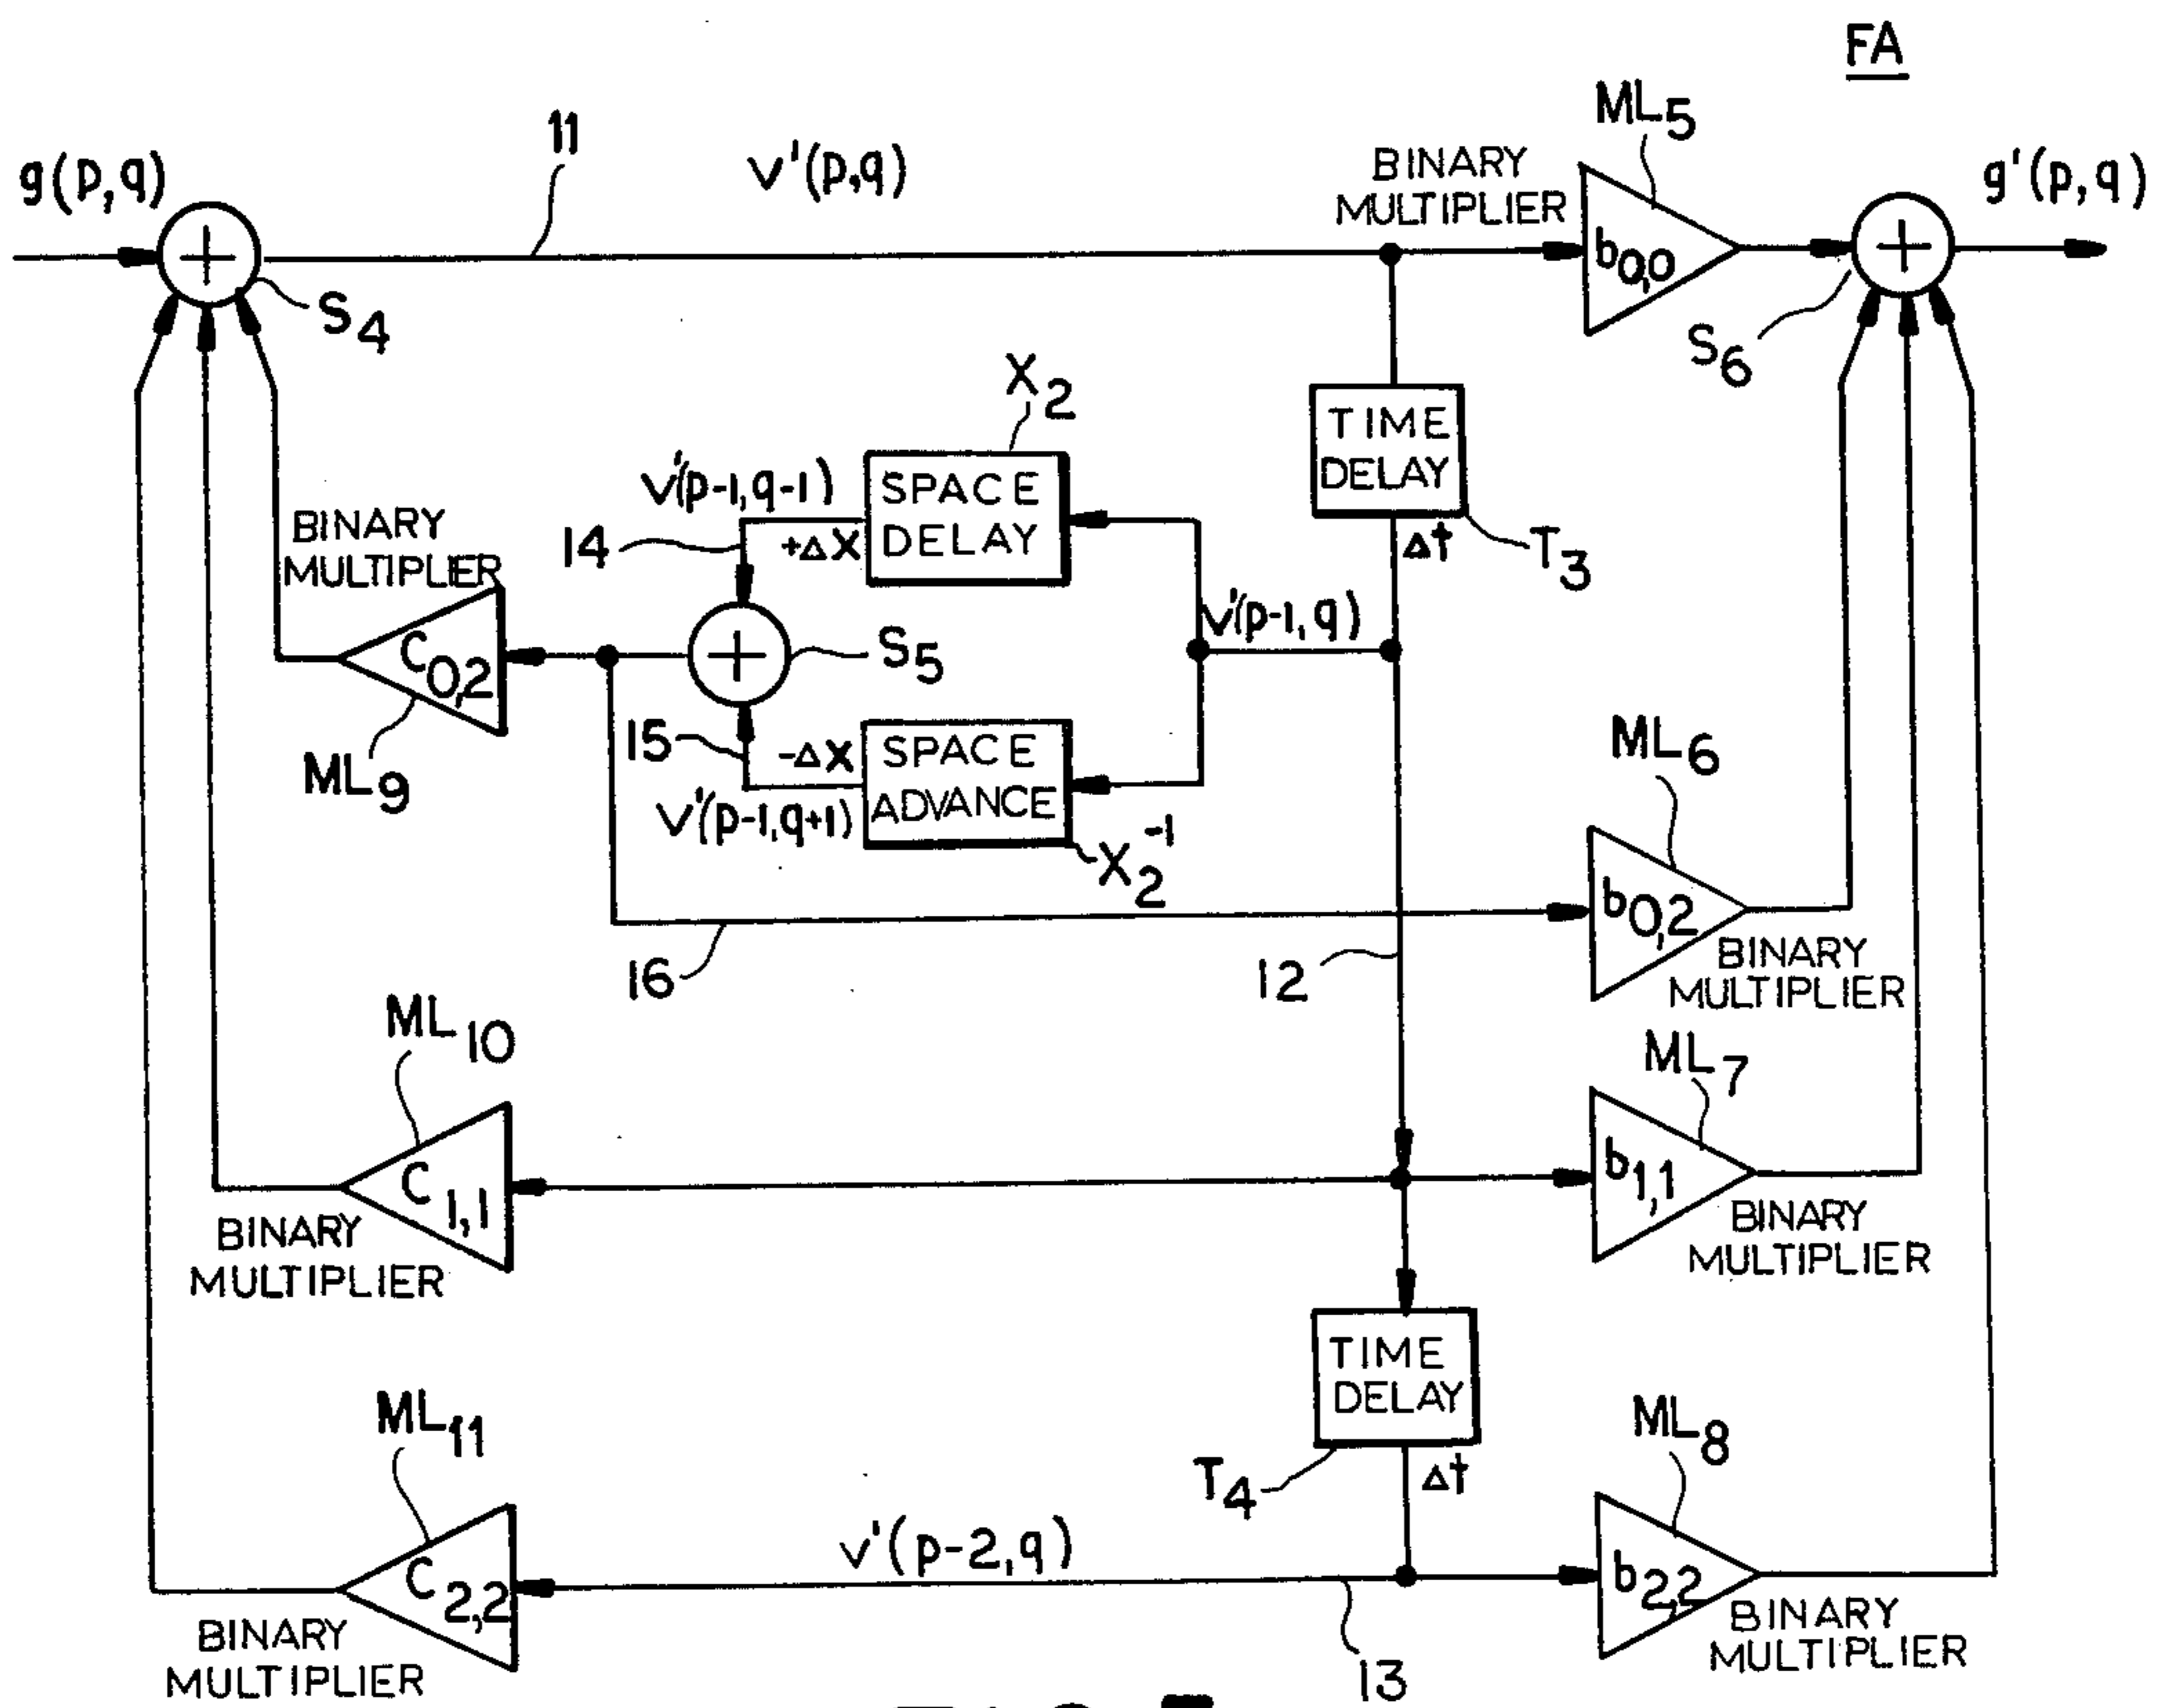 FA
ML5
11
g(p,q)
v'(p,q)
BINARY
MULTIPLIER
b0,0
g'(p,q)
S4
S6
X2
TIME
DELAY
v'(p-1,q-1)
SPACE
DELAY
BINARY
MULTIPLIER
14
+Δx
Δt
T3
v'(p-1,q)
C0,2
S5
ML9
15
-Δx
SPACE
ADVANCE
v'(p-1,q+1)
X2-1
ML6
b0,2
16
12
BINARY
MULTIPLIER
ML10
ML7
C1,1
b1,1
BINARY
MULTIPLIER
BINARY
MULTIPLIER
TIME
DELAY
ML11
ML8
T4
Δt
v'(p-2,q)
C2,2
b2,2
BINARY
MULTIPLIER
BINARY
MULTIPLIER
13